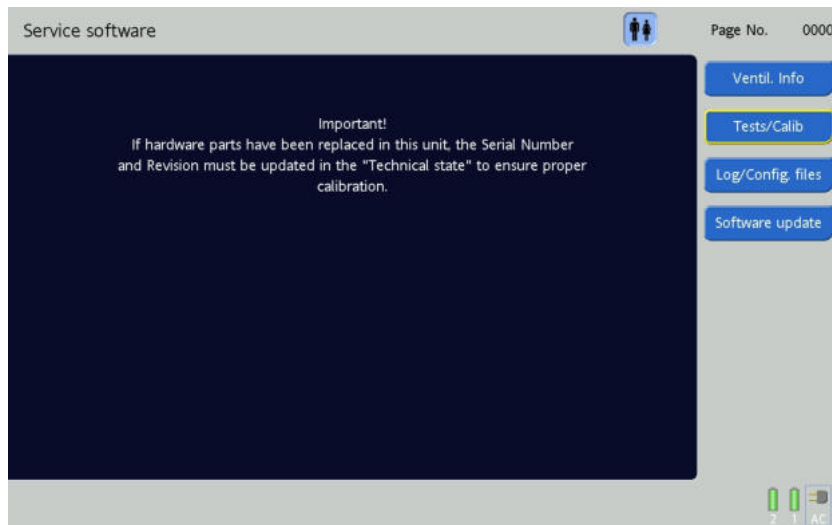 Service software
Page No. 0000
Ventil. Info
Important!
If hardware parts have been replaced in this unit, the Serial Number
Tests/Calib
and Revision must be updated in the "Technical state" to ensure proper
calibration.
Log/Config. files
Software update
2 1 AC